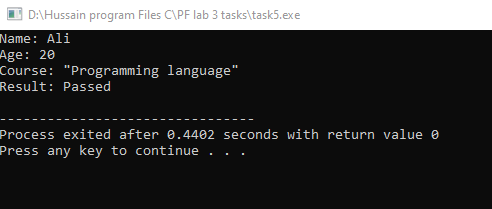 D:\Hussain program Files C\PF lab 3 tasks\task5.exe
Name: Ali
Age: 20
Course: "Programming language"
Result: Passed
--------------------------------
Process exited after 0.4402 seconds with return value 0
Press any key to continue . . .